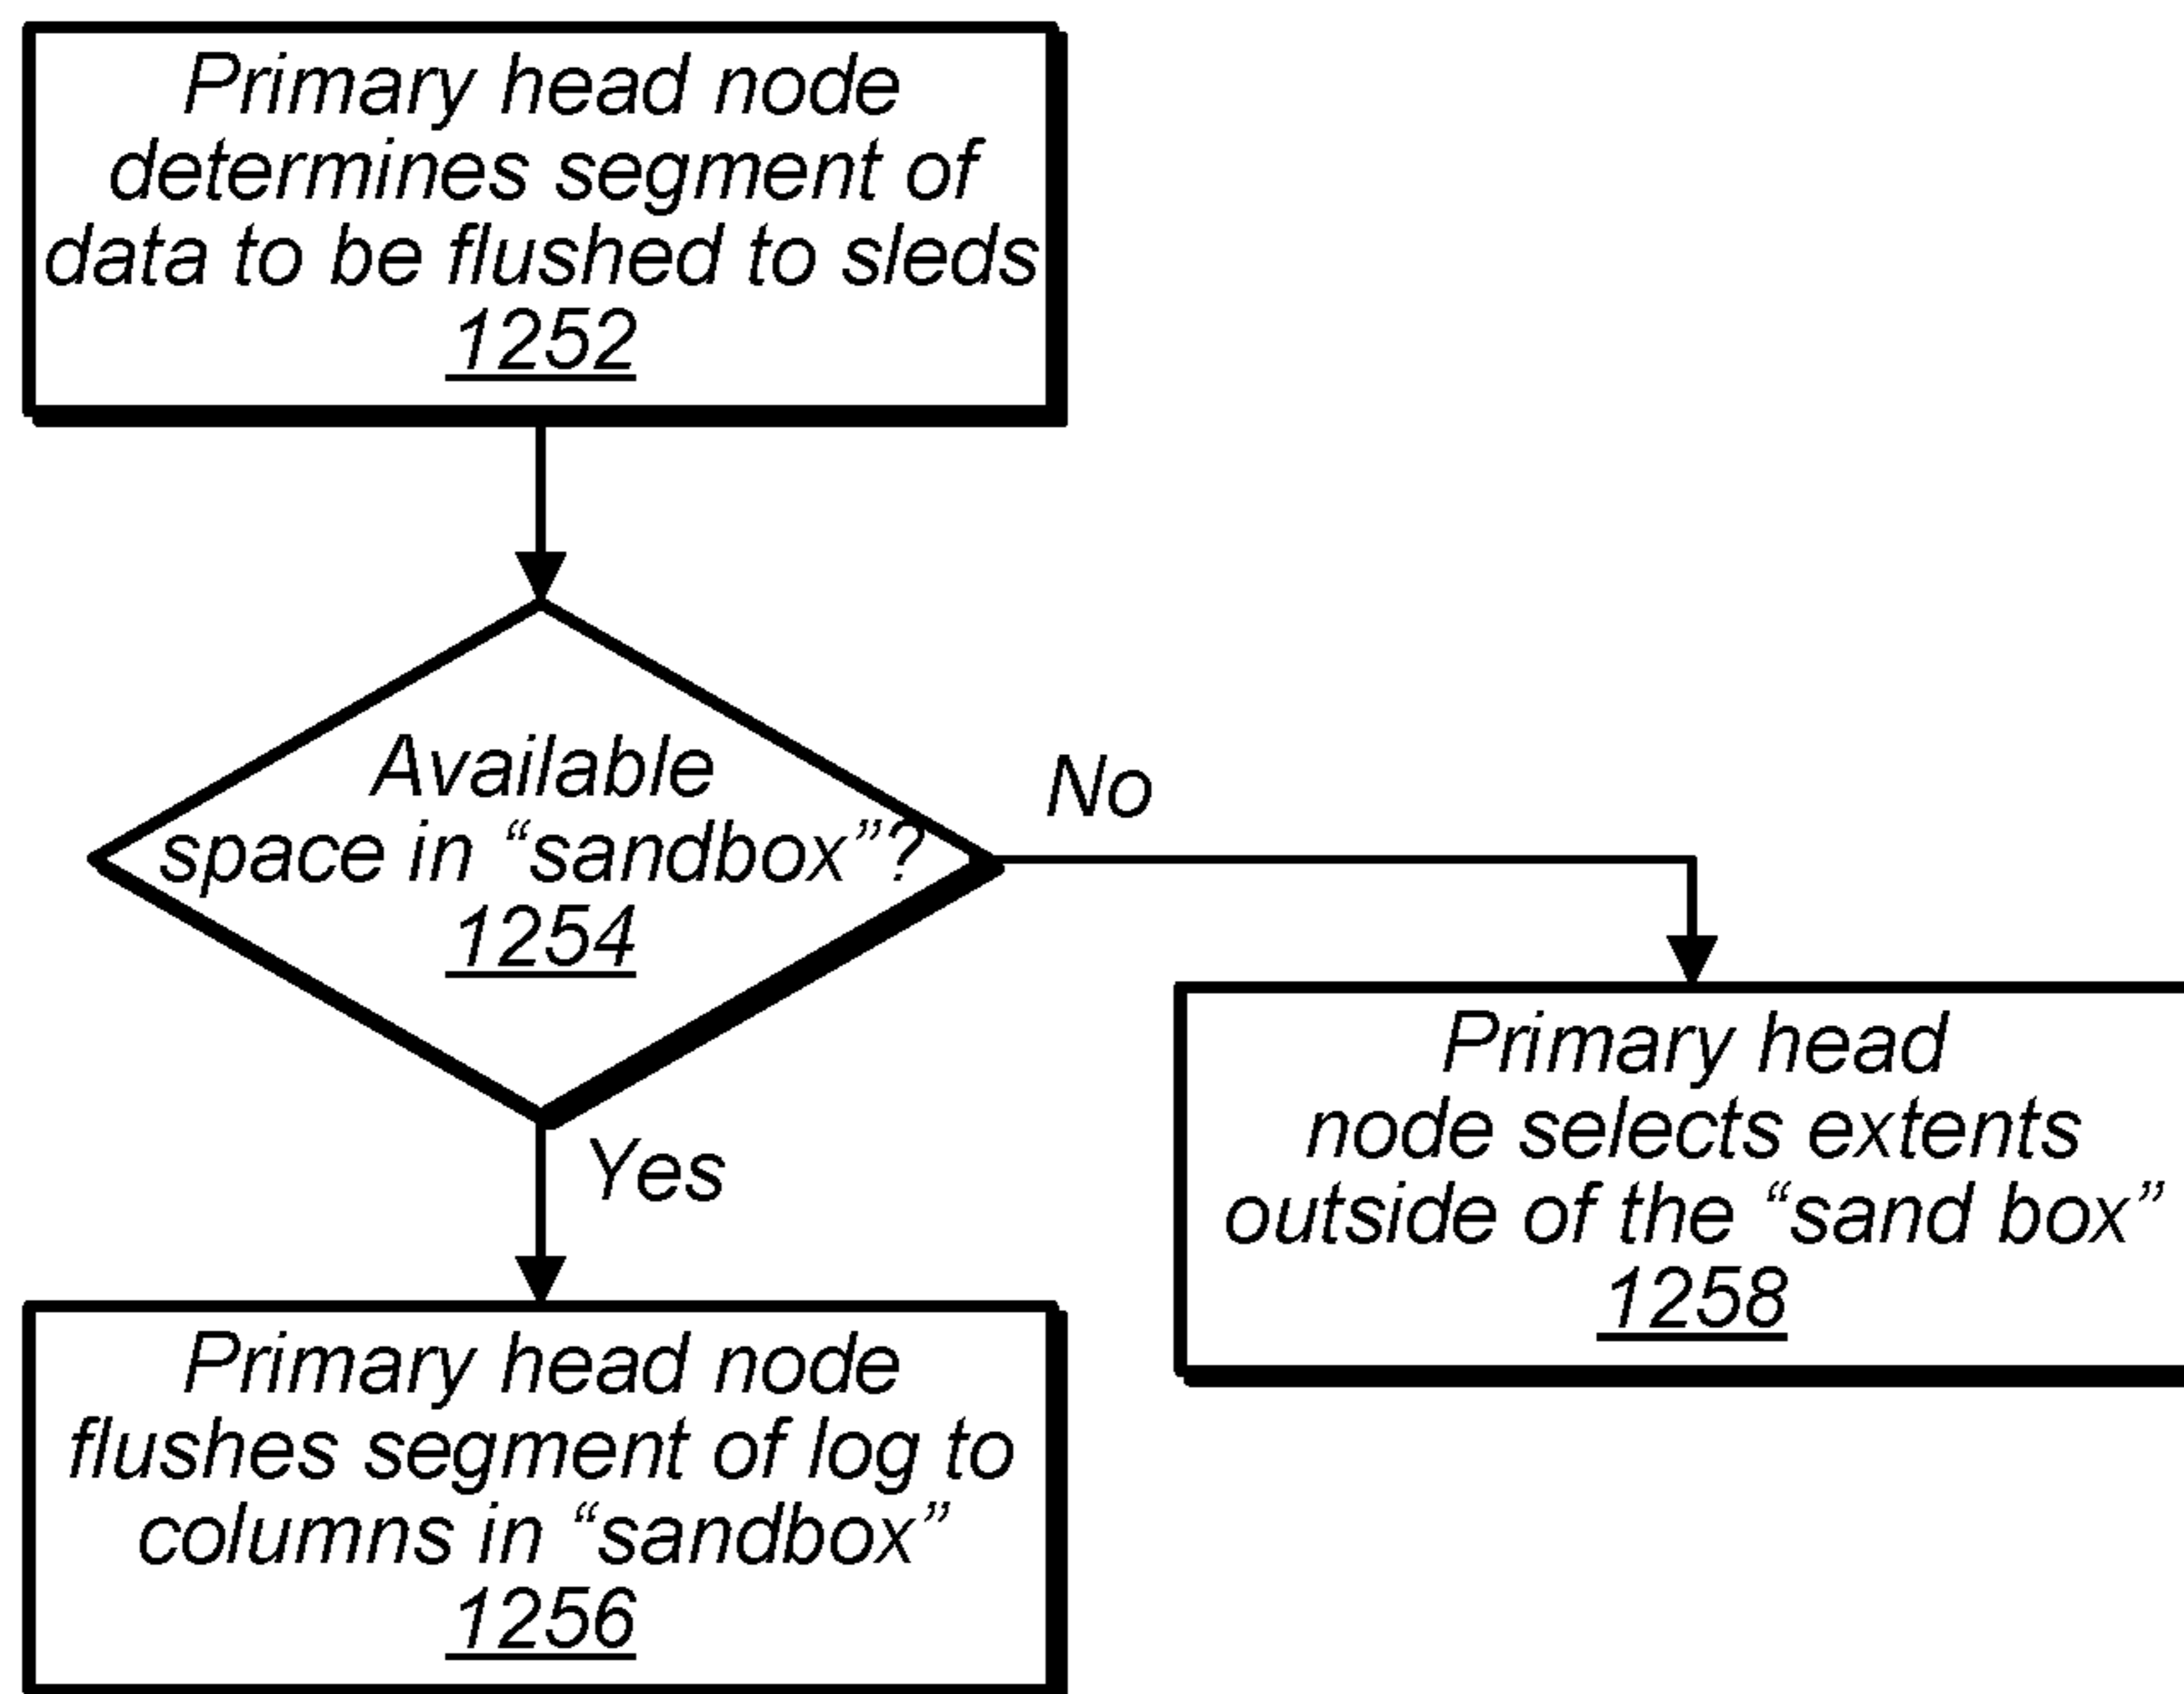 Primary head node
determines segment of
data to be flushed to sleds
1252
Available
space in “sandbox”?
1254
No
Yes
Primary head
node selects extents
outside of the “sand box”
1258
Primary head node
flushes segment of log to
columns in “sandbox”
1256